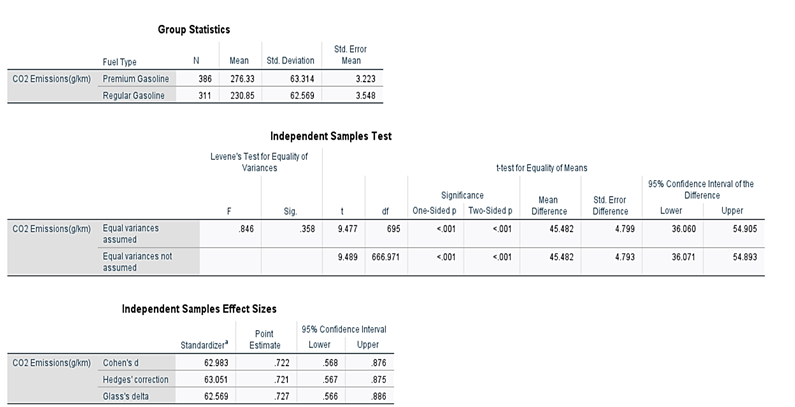 Group Statistics
Std. Error
Fuel Type N Mean Std. Deviation Mean
CO2 Emissions(g/km) Premium Gasoline 386 276.33 63.314 3.223
Regular Gasoline 311 230.85 62.569 3.548
Independent Samples Test
Levene's Test for Equality of
Variances t-test for Equality of Means
95% Confidence Interval of the
Significance Mean Std. Error Difference
F Sig. t df One-Sided p Two-Sided p Difference Difference Lower Upper
CO2 Emissions(g/km) Equal variances .846 .358 9.477 695 <.001 <.001 45.482 4.799 36.060 54.905
assumed
Equal variances not 9.489 666.971 <.001 <.001 45.482 4.793 36.071 54.893
assumed
Independent Samples Effect Sizes
Point 95% Confidence Interval
Standardizerᵃ Estimate Lower Upper
CO2 Emissions(g/km) Cohen's d 62.983 .722 .568 .876
Hedges' correction 63.051 .721 .567 .875
Glass's delta 62.569 .727 .566 .886